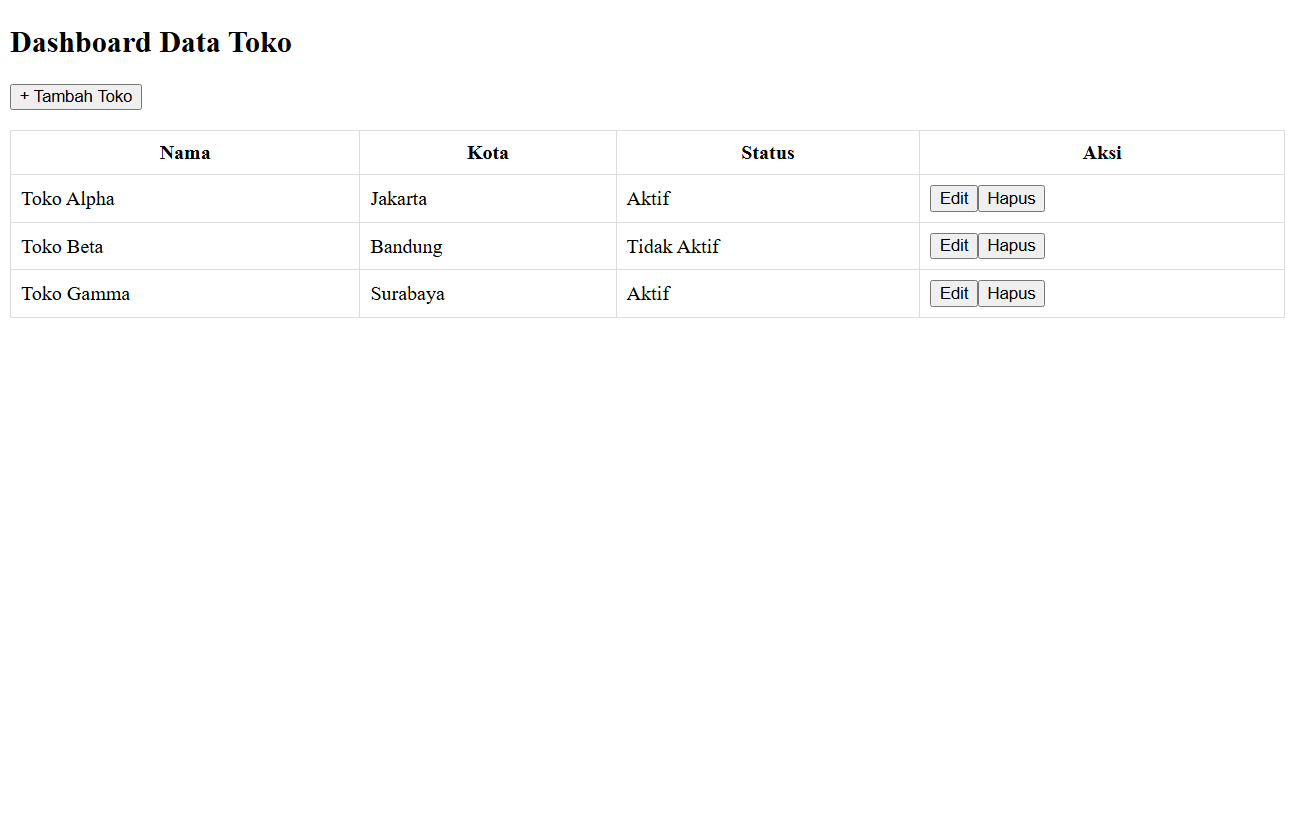 Dashboard Data Toko
+ Tambah Toko
Nama Kota Status Aksi
Toko Alpha Jakarta Aktif Edit Hapus
Toko Beta Bandung Tidak Aktif Edit Hapus
Toko Gamma Surabaya Aktif Edit Hapus